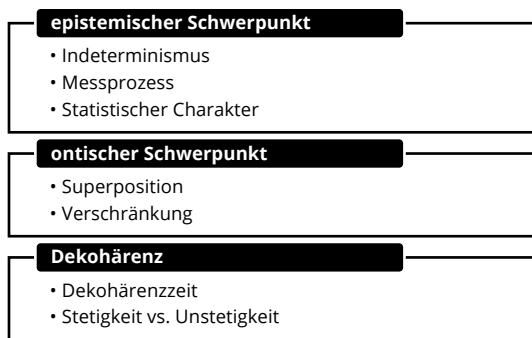 epistemischer Schwerpunkt
• Indeterminismus
• Messprozess
• Statistischer Charakter
ontischer Schwerpunkt
• Superposition
• Verschränkung
Dekohärenz
• Dekohärenzzeit
• Stetigkeit vs. Unstetigkeit